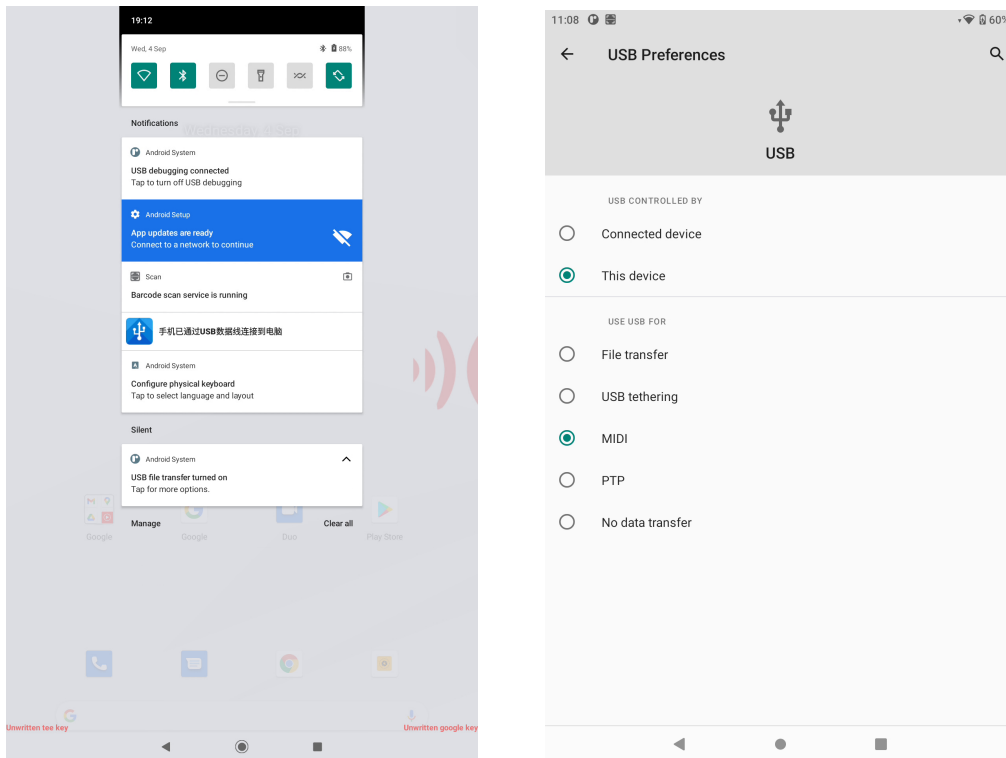 19:12
Wed, 4 Sep
88%
Notifications
Wednesday, 4 Sep
Android System
USB debugging connected
Tap to turn off USB debugging
Android Setup
App updates are ready
Connect to a network to continue
Scan
Barcode scan service is running
手机已通过USB数据线连接到电脑
Android System
Configure physical keyboard
Tap to select language and layout
Silent
Android System
USB file transfer turned on
Tap for more options.
Manage
Clear all
Google
Google
Duo
Play Store
Unwritten tee key
Unwritten google key
11:08
60%
USB Preferences
USB
USB CONTROLLED BY
Connected device
This device
USE USB FOR
File transfer
USB tethering
MIDI
PTP
No data transfer